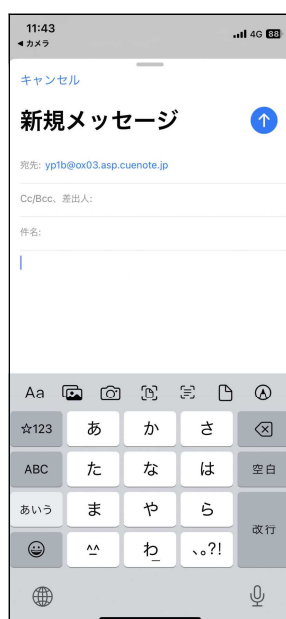 11:43
4G 88
◀ カメラ
キャンセル
新規メッセージ
宛先: yp1b@ox03.asp.cuenote.jp
Cc/Bcc、差出人:
件名:
Aa
☆123 あ か さ
ABC た な は 空白
あいう ま や ら
改行
^^ わ_ 、。?!